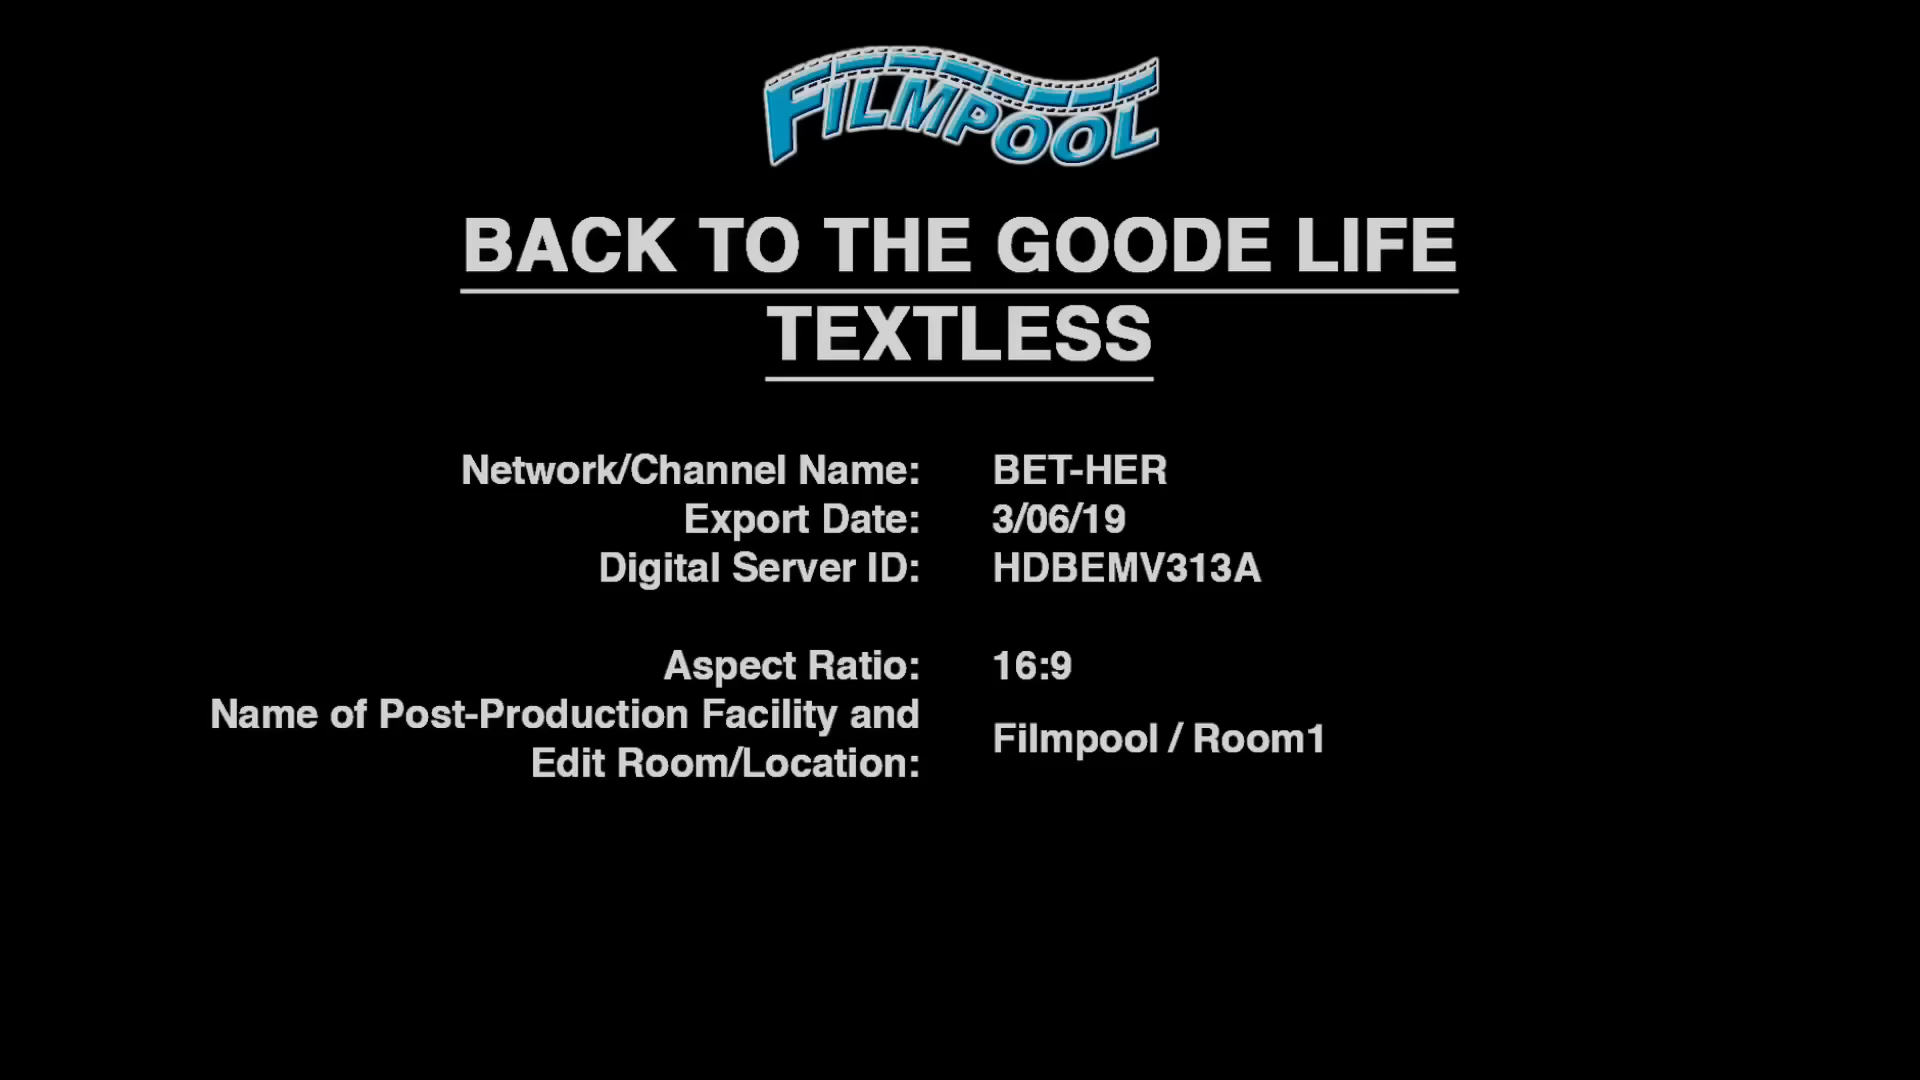 FILMPOOL
BACK TO THE GOODE LIFE
TEXTLESS
Network/Channel Name: BET-HER
Export Date: 3/06/19
Digital Server ID: HDBEMV313A
Aspect Ratio: 16:9
Name of Post-Production Facility and
Edit Room/Location: Filmpool / Room1